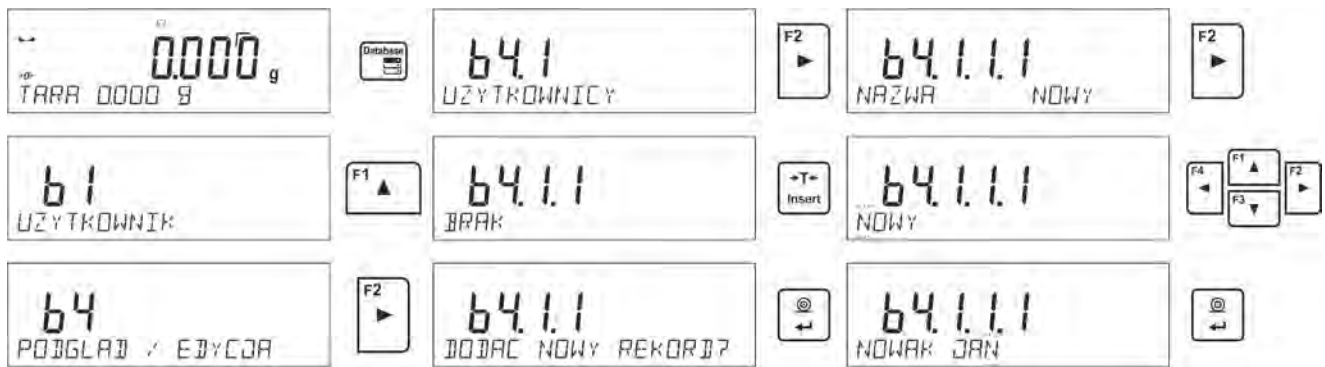 0.000 g
TARA 0.000 g
Database
b1
UZYTKOWNIK
F1 ▲
b4
PODGLAD / EDYCJA
F2 ►
b4.1
UZYTKOWNICY
F2 ►
b4.1.1
BRAK
→T←
Insert
b4.1.1
DODAC NOWY REKORD?
b4.1.1.1
NAZWA NOWY
F2 ►
b4.1.1.1
NOWY
F1 ▲
F4 ◄
F2 ►
F3 ▼
b4.1.1.1
NOWAK JAN